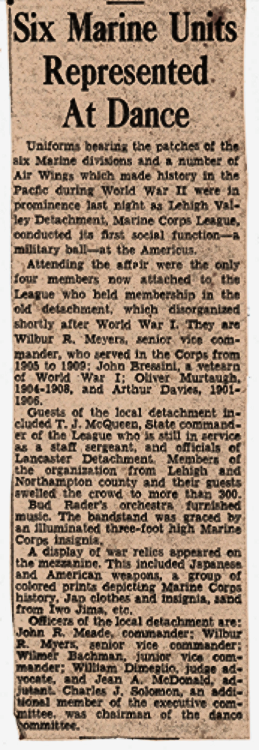 Six Marine Units
Represented
At Dance
Uniforms bearing the patches of the
six Marine divisions and a number of
Air Wings which made history in the
Pacfic during World War II were in
prominence last night as Lehigh Val-
ley Detachment, Marine Corps League,
conducted its first social function—a
military ball—at the Americus.
Attending the affair were the only
four members now attached to the
League who held membership in the
old detachment, which disorganized
shortly after World War I. They are
Wilbur R. Meyers, senior vice com-
mander, who served in the Corps from
1905 to 1909; John Bressini, a vetearn
of World War I; Oliver Murtaugh,
1904-1908, and Arthur Davies, 1901-
1906.
Guests of the local detachment in-
cluded T. J. McQueen, State command-
er of the League who is still in service
as a staff sergeant, and officials of
Lancaster Detachment. Members of
the organization from Lehigh and
Northampton county and their guests
swelled the crowd to more than 300.
Bud Rader's orchestra furnished
music. The bandstand was graced by
an illuminated three-foot high Marine
Corps insignia.
A display of war relics appeared on
the mezzanine. This included Japanese
and American weapons, a group of
colored prints depicting Marine Corps
history, Jap clothes and insignia, sand
from Iwo Jima, etc.
Officers of the local detachment are:
John R. Meade, commander; Wilbur
R. Myers, senior vice commander;
Wilmer Bachman, junior vice com-
mander; William Dimegtio, judge ad-
vocate, and Jean A. McDonald, ad-
jutant. Charles J. Solomon, an addi-
tional member of the executive com-
mittee, was chairman of the dance
committee.